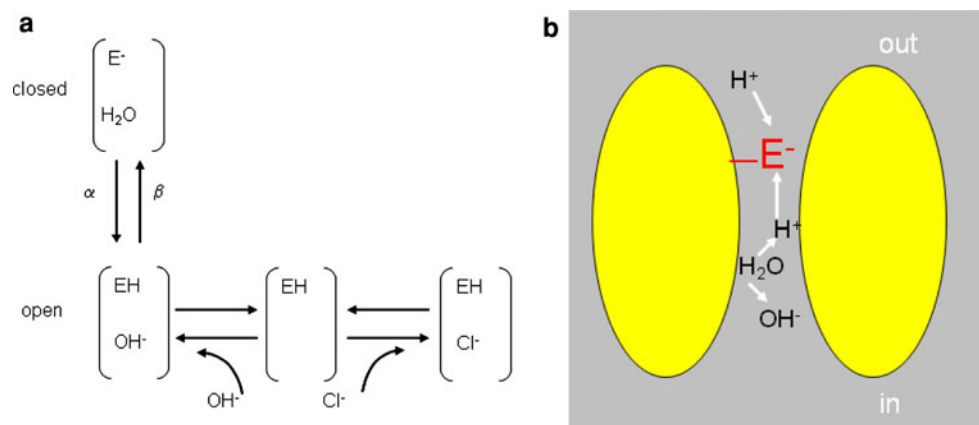 a
closed
E⁻
H₂O
α
β
open
EH
OH⁻
EH
EH
Cl⁻
OH⁻
Cl⁻
b
out
H⁺
E⁻
H⁺
H₂O
OH⁻
in